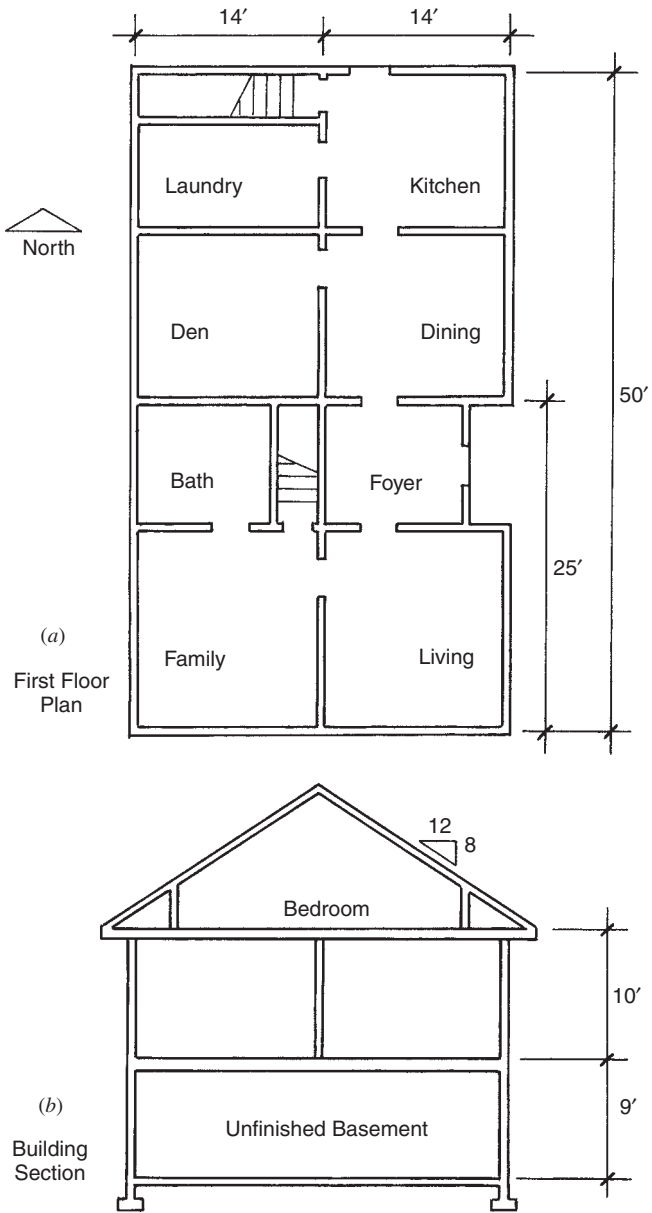 14′ 14′
Laundry
Kitchen
North
Den
Dining
50′
Bath
Foyer
25′
(a)
First Floor
Plan
Family
Living
12
8
Bedroom
10′
(b)
Building
Section
Unfinished Basement
9′